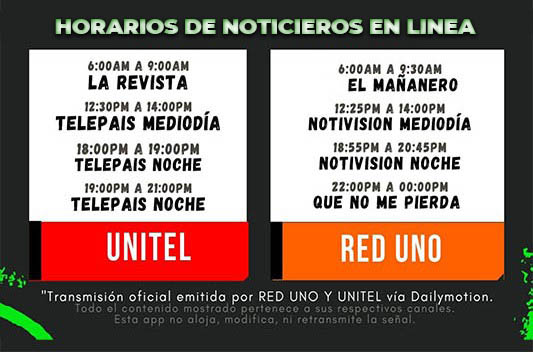 HORARIOS DE NOTICIEROS EN LINEA
6:00AM A 9:00AM
LA REVISTA
12:30PM A 14:00PM
TELEPAIS MEDIODÍA
18:00PM A 19:00PM
TELEPAIS NOCHE
19:00PM A 21:00PM
TELEPAIS NOCHE
UNITEL
6:00AM A 9:30AM
EL MAÑANERO
12:25PM A 14:00PM
NOTIVISION MEDIODÍA
18:55PM A 20:45PM
NOTIVISION NOCHE
22:00PM A 00:00PM
QUE NO ME PIERDA
RED UNO
"Transmisión oficial emitida por RED UNO Y UNITEL vía Dailymotion.
Todo el contenido mostrado pertenece a sus respectivos canales.
Esta app no aloja, modifica, ni retransmite la señal.